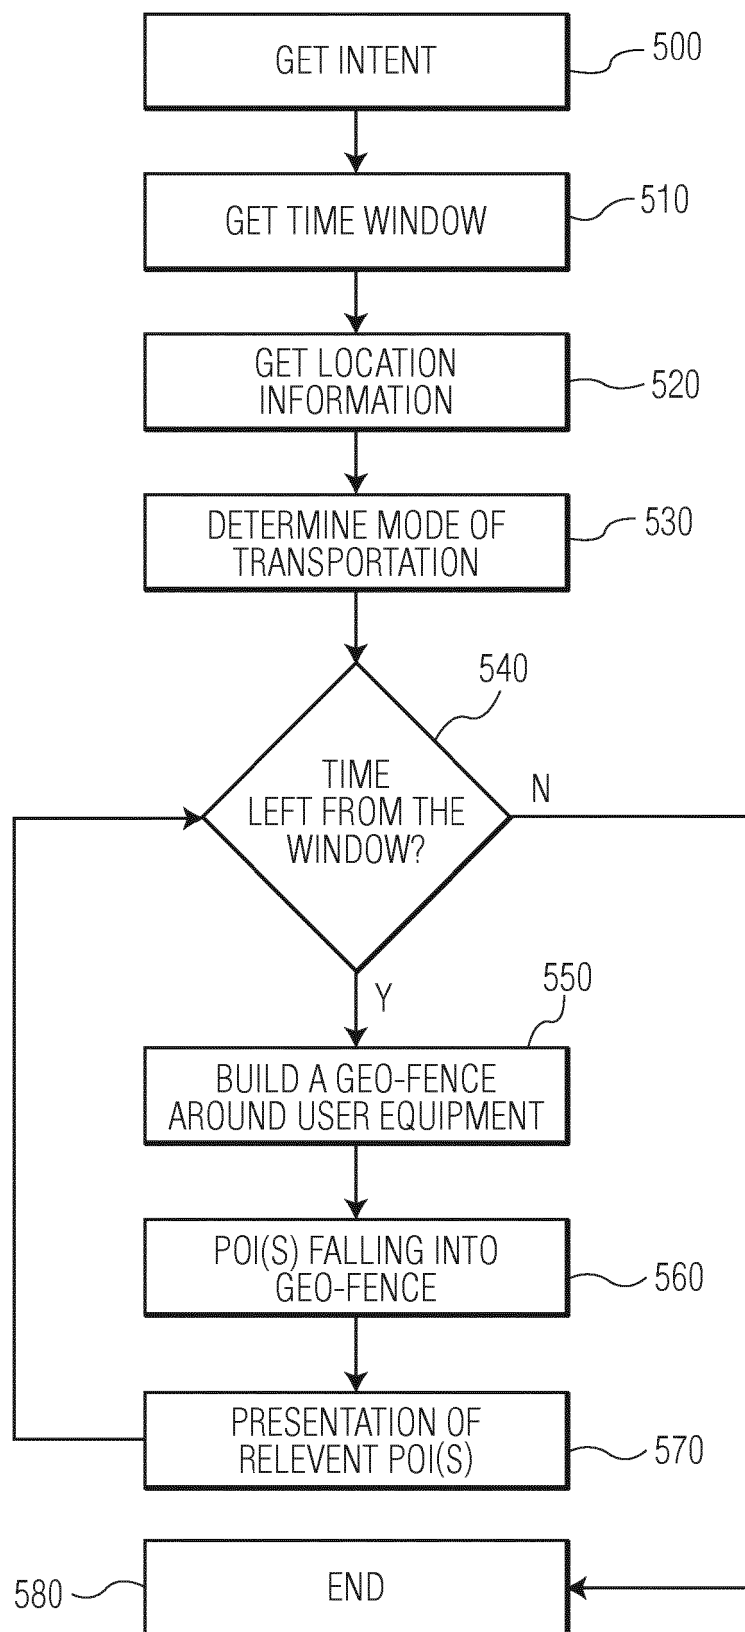 GET INTENT
500
GET TIME WINDOW
510
GET LOCATION
INFORMATION
520
DETERMINE MODE OF
TRANSPORTATION
530
540
TIME
LEFT FROM THE
WINDOW?
N
Y
550
BUILD A GEO-FENCE
AROUND USER EQUIPMENT
POI(S) FALLING INTO
GEO-FENCE
560
PRESENTATION OF
RELEVENT POI(S)
570
END
580